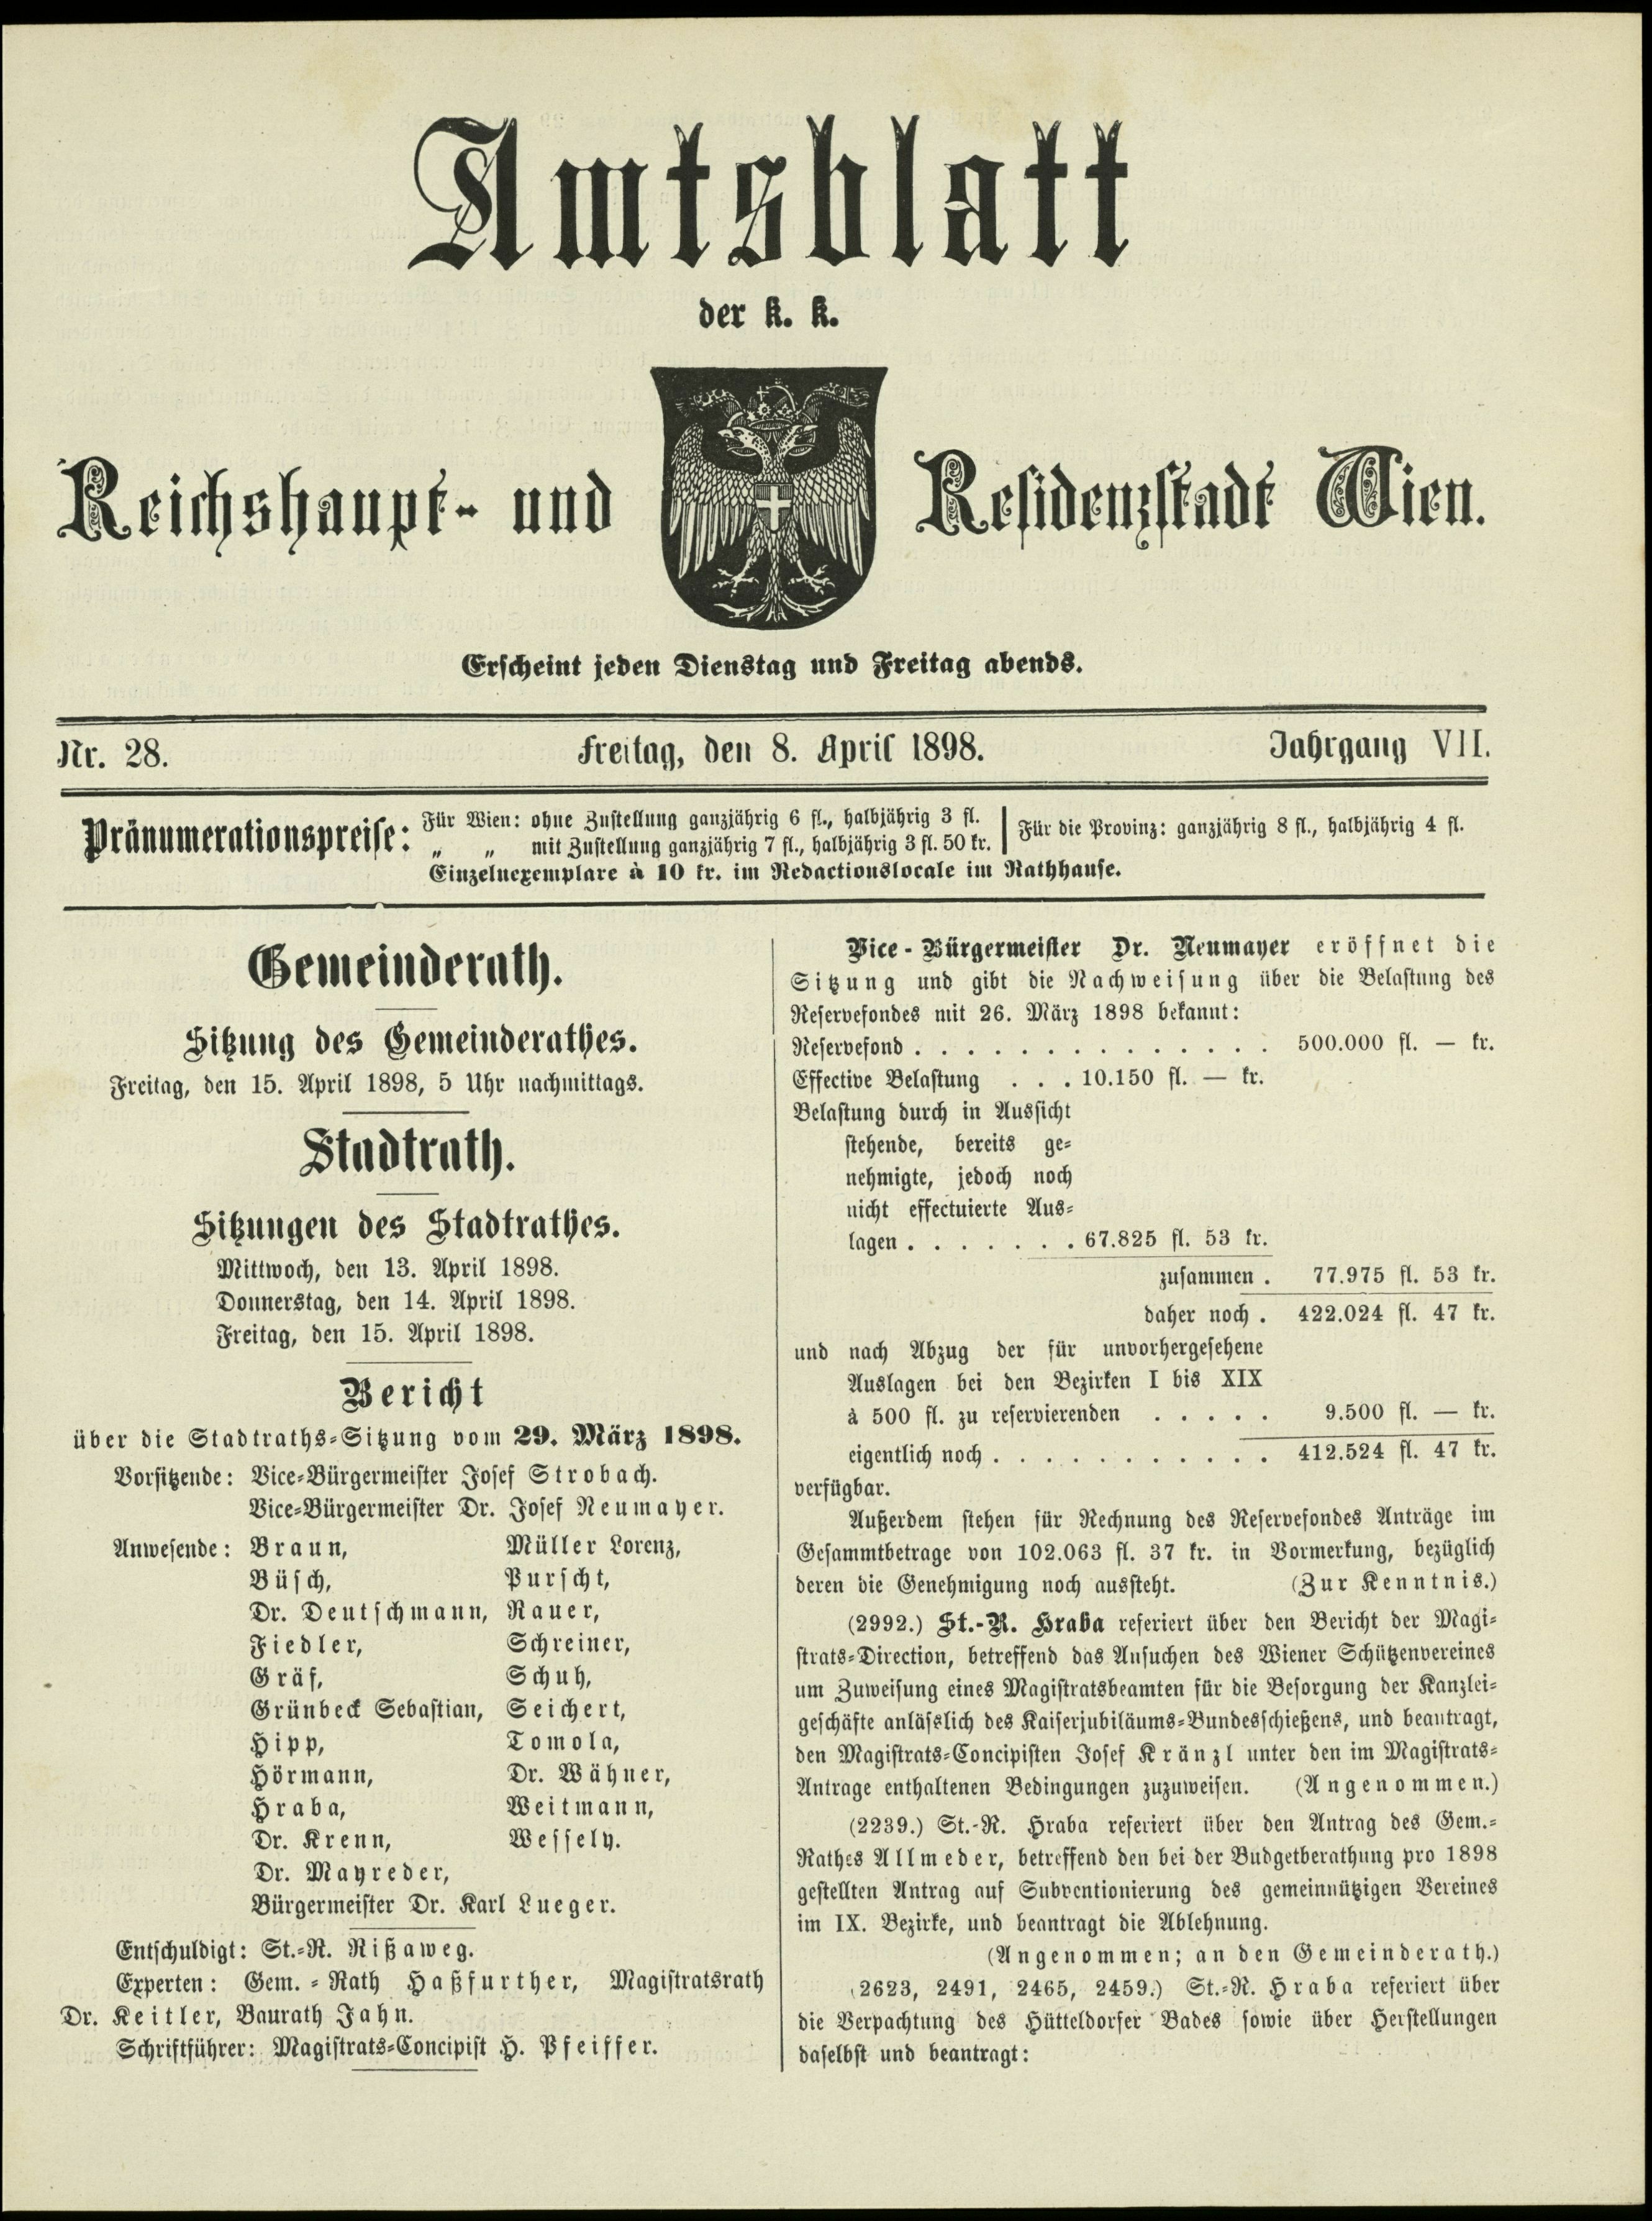 Amtsblatt
der k. k.
Reichshaupt- und Residenzstadt Wien.
Erscheint jeden Dienstag und Freitag abends.
Nr. 28. Freitag, den 8. April 1898. Jahrgang VII.
Pränumerationspreise: Für Wien: ohne Zustellung ganzjährig 6 fl., halbjährig 3 fl.
„ „ mit Zustellung ganzjährig 7 fl., halbjährig 3 fl. 50 kr.
Für die Provinz: ganzjährig 8 fl., halbjährig 4 fl.
Einzelnexemplare à 10 kr. im Redactionslocale im Rathhause.
Gemeinderath.
Sitzung des Gemeinderathes.
Freitag, den 15. April 1898, 5 Uhr nachmittags.
Stadtrath.
Sitzungen des Stadtrathes.
Mittwoch, den 13. April 1898.
Donnerstag, den 14. April 1898.
Freitag, den 15. April 1898.
Bericht
über die Stadtraths-Sitzung vom 29. März 1898.
Vorsitzende: Vice-Bürgermeister Josef Strobach.
Vice-Bürgermeister Dr. Josef Neumayer.
Anwesende: Braun, Müller Lorenz,
Büsch, Purscht,
Dr. Deutschmann, Rauer,
Fiedler, Schreiner,
Gräf, Schuh,
Grünbeck Sebastian, Seichert,
Hipp, Tomola,
Hörmann, Dr. Wähner,
Hraba, Weitmann,
Dr. Krenn, Wessely.
Dr. Mayreder,
Bürgermeister Dr. Karl Lueger.
Entschuldigt: St.-R. Rißaweg.
Experten: Gem.-Rath Haßfurther, Magistratsrath
Dr. Keitler, Baurath Jahn.
Schriftführer: Magistrats-Concipist H. Pfeiffer.
Vice-Bürgermeister Dr. Neumayer eröffnet die
Sitzung und gibt die Nachweisung über die Belastung des
Reservefondes mit 26. März 1898 bekannt:
Reservefond . . . . . . . . . . . . . . 500.000 fl. — kr.
Effective Belastung . . . 10.150 fl. — kr.
Belastung durch in Aussicht
stehende, bereits ge-
nehmigte, jedoch noch
nicht effectuierte Aus-
lagen . . . . . . . 67.825 fl. 53 kr.
zusammen . 77.975 fl. 53 kr.
daher noch . 422.024 fl. 47 kr.
und nach Abzug der für unvorhergesehene
Auslagen bei den Bezirken I bis XIX
à 500 fl. zu reservierenden . . . . . 9.500 fl. — kr.
eigentlich noch . . . . . . . . . . . 412.524 fl. 47 kr.
verfügbar.
Außerdem stehen für Rechnung des Reservefondes Anträge im
Gesammtbetrage von 102.063 fl. 37 kr. in Vormerkung, bezüglich
deren die Genehmigung noch aussteht. (Zur Kenntnis.)
(2992.) St.-R. Hraba referiert über den Bericht der Magi-
strats-Direction, betreffend das Ansuchen des Wiener Schützenvereines
um Zuweisung eines Magistratsbeamten für die Besorgung der Kanzlei-
geschäfte anlässlich des Kaiserjubiläums-Bundesschießens, und beantragt,
den Magistrats-Concipisten Josef Kränzl unter den im Magistrats-
Antrage enthaltenen Bedingungen zuzuweisen. (Angenommen.)
(2239.) St.-R. Hraba referiert über den Antrag des Gem.-
Rathes Allmeder, betreffend den bei der Budgetberathung pro 1898
gestellten Antrag auf Subventionierung des gemeinnützigen Vereines
im IX. Bezirke, und beantragt die Ablehnung.
(Angenommen; an den Gemeinderath.)
(2623, 2491, 2465, 2459.) St.-R. Hraba referiert über
die Verpachtung des Hütteldorfer Bades sowie über Herstellungen
daselbst und beantragt: